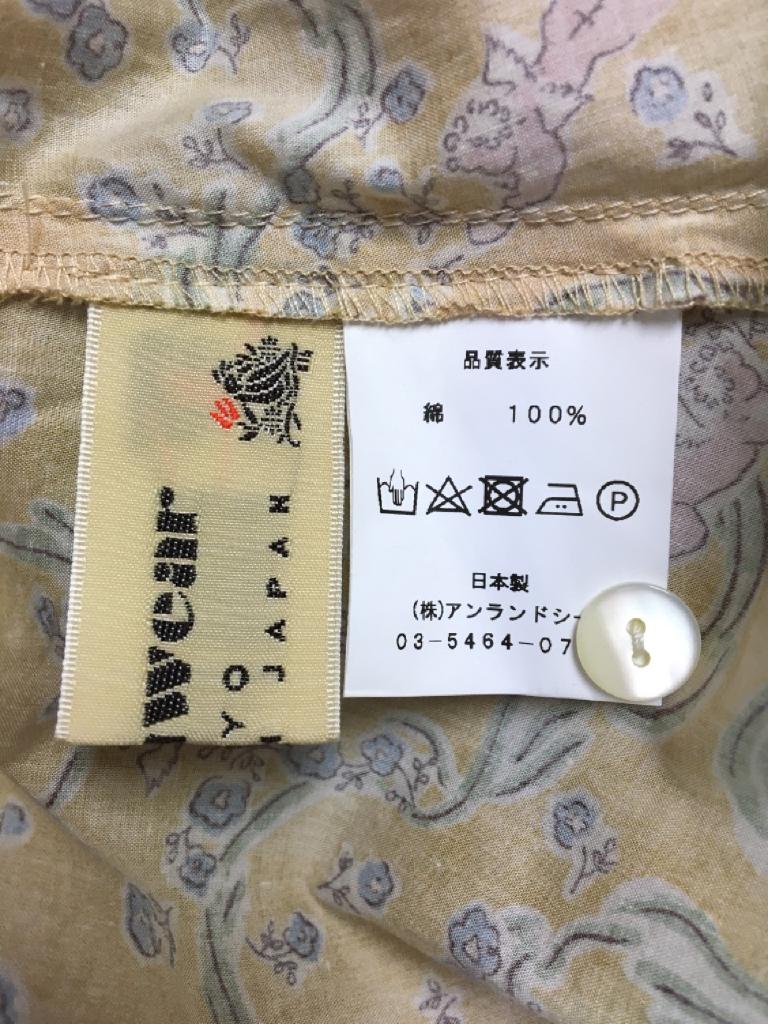 品質表示
綿 100%
P
日本製
(株)アンランドシー
03-5464-07
wear
YO
JAPAN